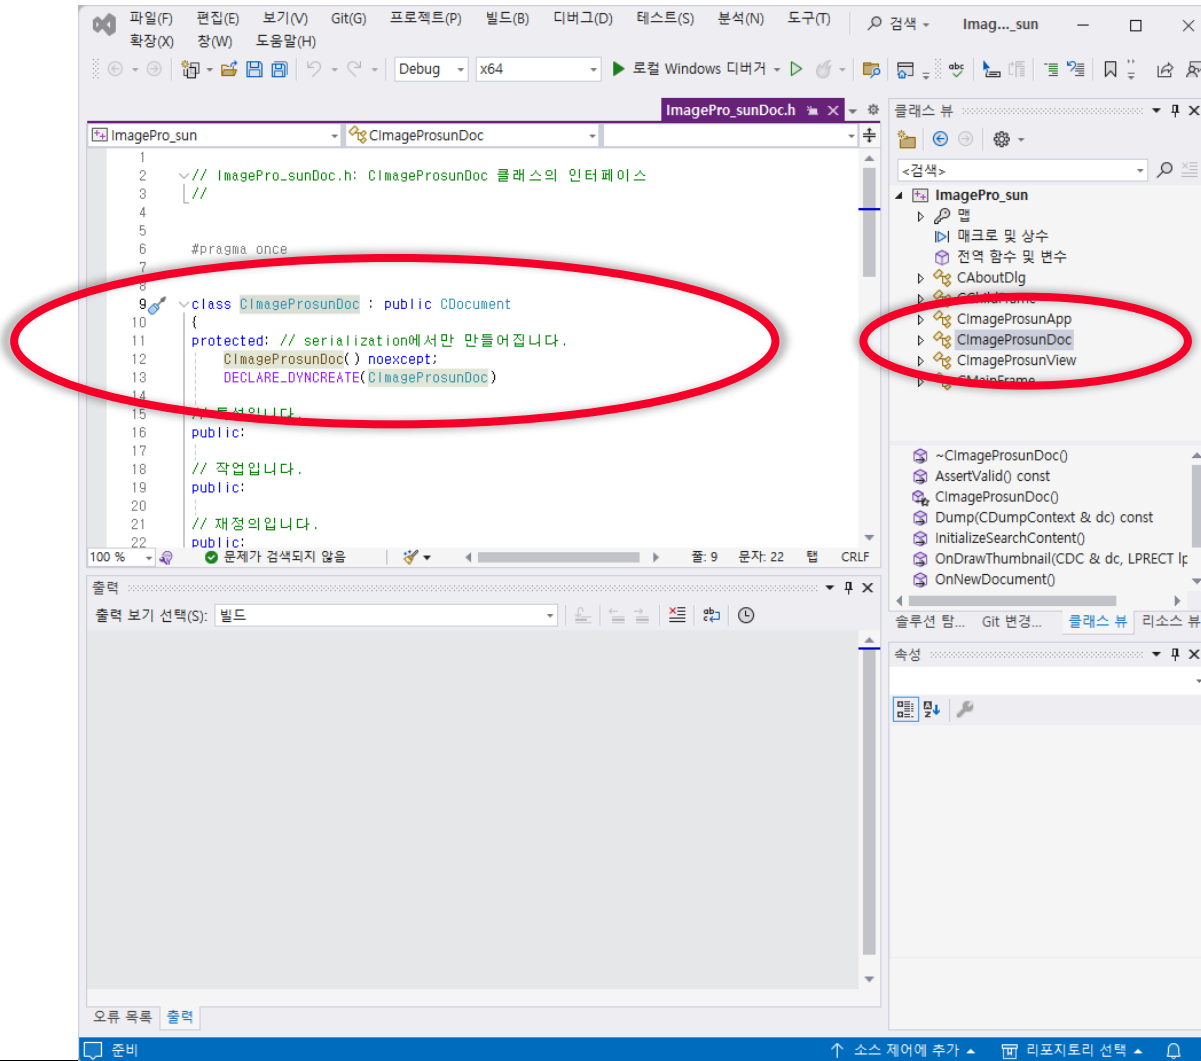 파일(F) 편집(E) 보기(V) Git(G) 프로젝트(P) 빌드(B) 디버그(D) 테스트(S) 분석(N) 도구(T) 검색 Imag..._sun
확장(X) 창(W) 도움말(H)
Debug x64 로컬 Windows 디버거
ImagePro_sunDoc.h
ImagePro_sun CImageProsunDoc
1
2 // ImagePro_sunDoc.h: CImageProsunDoc 클래스의 인터페이스
3 //
4
5
6 #pragma once
7
8
9 class CImageProsunDoc : public CDocument
10 {
11 protected: // serialization에서만 만들어집니다.
12 CImageProsunDoc() noexcept;
13 DECLARE_DYNCREATE(CImageProsunDoc)
14
15 // 특성입니다.
16 public:
17
18 // 작업입니다.
19 public:
20
21 // 재정의입니다.
22 public:
100 % 문제가 검색되지 않음 줄: 9 문자: 22 탭 CRLF
출력
출력 보기 선택(S): 빌드
오류 목록 출력
클래스 뷰
<검색>
ImagePro_sun
맵
매크로 및 상수
전역 함수 및 변수
CAboutDlg
CChildFrame
CImageProsunApp
CImageProsunDoc
CImageProsunView
CMainFrame
~CImageProsunDoc()
AssertValid() const
CImageProsunDoc()
Dump(CDumpContext & dc) const
InitializeSearchContent()
OnDrawThumbnail(CDC & dc, LPRECT
OnNewDocument()
솔루션 탐... Git 변경... 클래스 뷰 리소스 뷰
속성
준비 소스 제어에 추가 리포지토리 선택